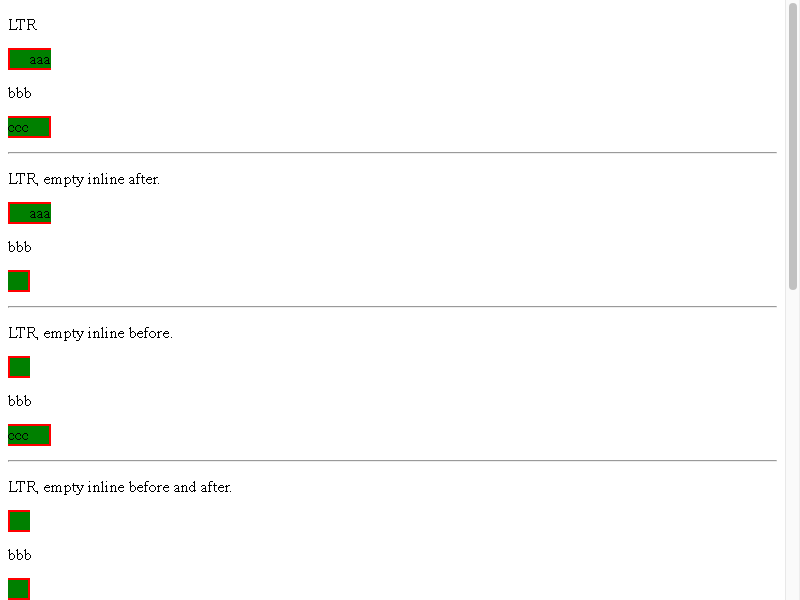 LTR
aaa
bbb
ccc
LTR, empty inline after.
aaa
bbb
LTR, empty inline before.
bbb
ccc
LTR, empty inline before and after.
bbb